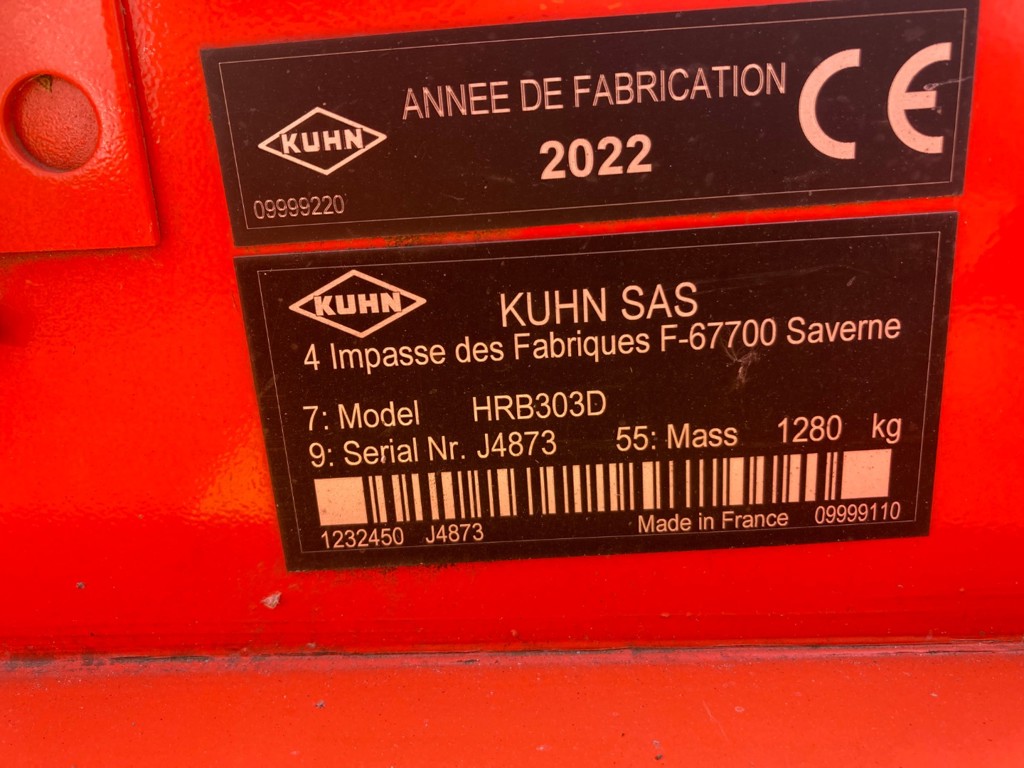 ANNEE DE FABRICATION
KUHN
2022
CE
09999220
KUHN
KUHN SAS
4 Impasse des Fabriques F-67700 Saverne
7: Model HRB303D
9: Serial Nr. J4873 55: Mass 1280 kg
1232450 J4873 Made in France 09999110